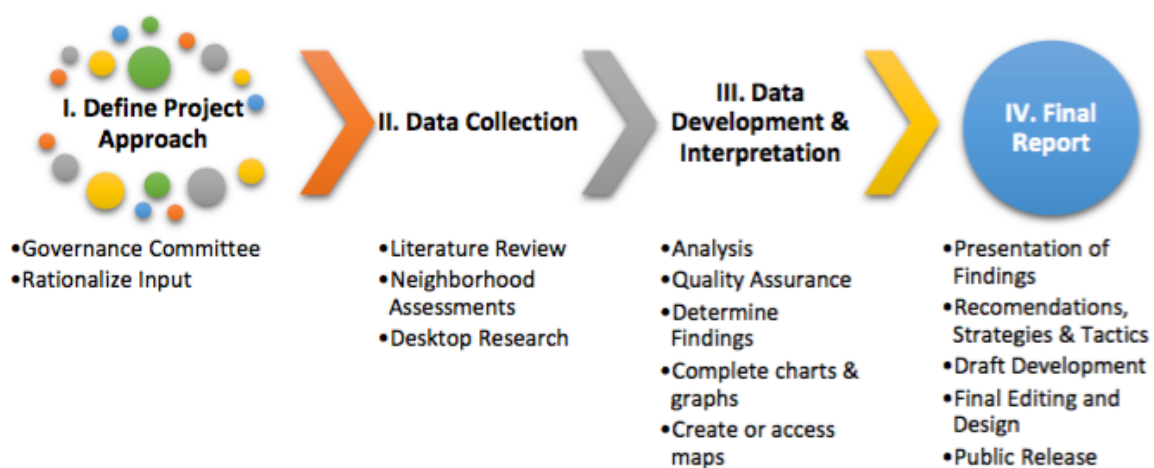 I. Define Project
Approach
•Governance Committee
•Rationalize Input
II. Data Collection
•Literature Review
•Neighborhood
Assessments
•Desktop Research
III. Data
Development &
Interpretation
•Analysis
•Quality Assurance
•Determine
Findings
•Complete charts &
graphs
•Create or access
maps
IV. Final
Report
•Presentation of
Findings
•Recomendations,
Strategies & Tactics
•Draft Development
•Final Editing and
Design
•Public Release